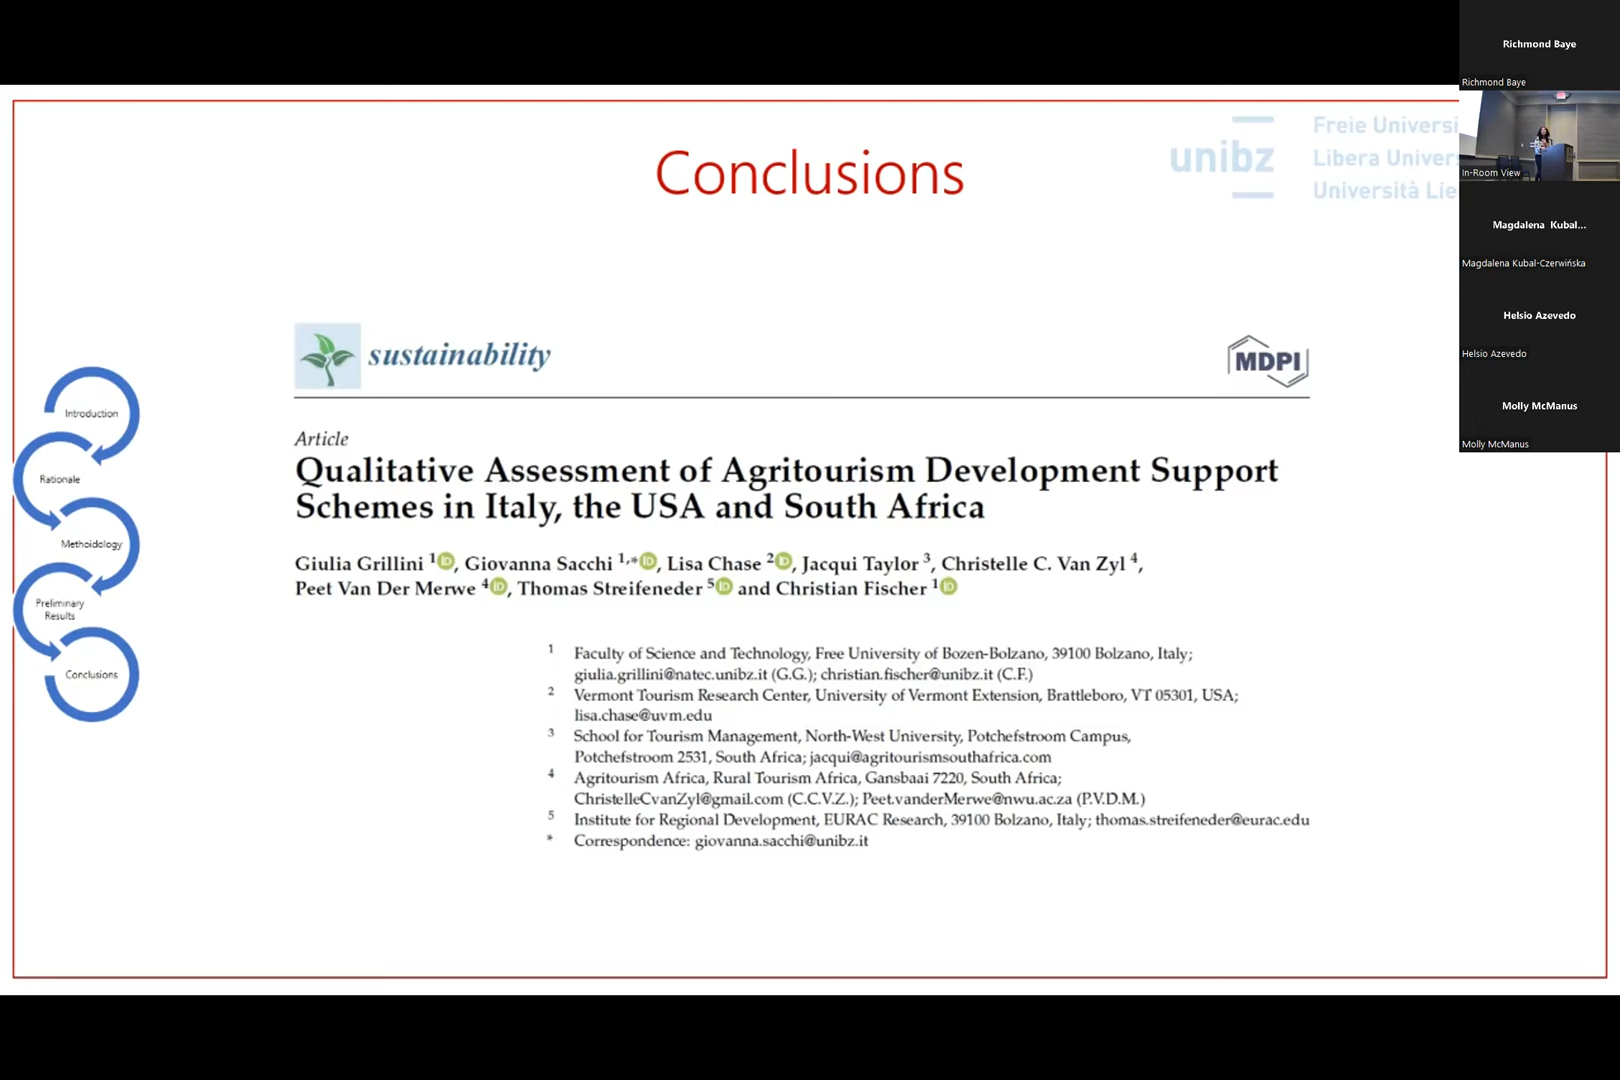 Conclusions
unibz
Freie Universi
Libera Univer
Università Lie
sustainability
MDPI
Introduction
Rationale
Methoidology
Preliminary
Results
Conclusions
Article
Qualitative Assessment of Agritourism Development Support
Schemes in Italy, the USA and South Africa
Giulia Grillini 1 iD, Giovanna Sacchi 1,* iD, Lisa Chase 2 iD, Jacqui Taylor 3, Christelle C. Van Zyl 4,
Peet Van Der Merwe 4 iD, Thomas Streifeneder 5 iD and Christian Fischer 1 iD
1 Faculty of Science and Technology, Free University of Bozen-Bolzano, 39100 Bolzano, Italy;
giulia.grillini@natec.unibz.it (G.G.); christian.fischer@unibz.it (C.F.)
2 Vermont Tourism Research Center, University of Vermont Extension, Brattleboro, VT 05301, USA;
lisa.chase@uvm.edu
3 School for Tourism Management, North-West University, Potchefstroom Campus,
Potchefstroom 2531, South Africa; jacqui@agritourismsouthafrica.com
4 Agritourism Africa, Rural Tourism Africa, Gansbaai 7220, South Africa;
ChristelleCvanZyl@gmail.com (C.C.V.Z.); Peet.vanderMerwe@nwu.ac.za (P.V.D.M.)
5 Institute for Regional Development, EURAC Research, 39100 Bolzano, Italy; thomas.streifeneder@eurac.edu
* Correspondence: giovanna.sacchi@unibz.it
Richmond Baye
Richmond Baye
In-Room View
Magdalena Kubal...
Magdalena Kubal-Czerwińska
Helsio Azevedo
Helsio Azevedo
Molly McManus
Molly McManus